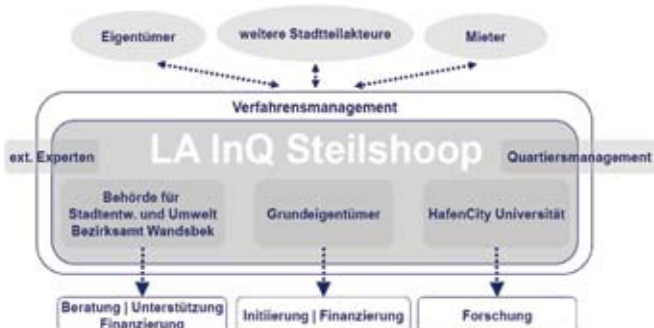 Eigentümer
weitere Stadtteilakteure
Mieter
Verfahrensmanagement
LA InQ Steilshoop
ext. Experten
Quartiersmanagement
Behörde für
Stadtentw. und Umwelt
Bezirksamt Wandsbek
Grundeigentümer
HafenCity Universität
Beratung | Unterstützung
Finanzierung
Initiierung | Finanzierung
Forschung